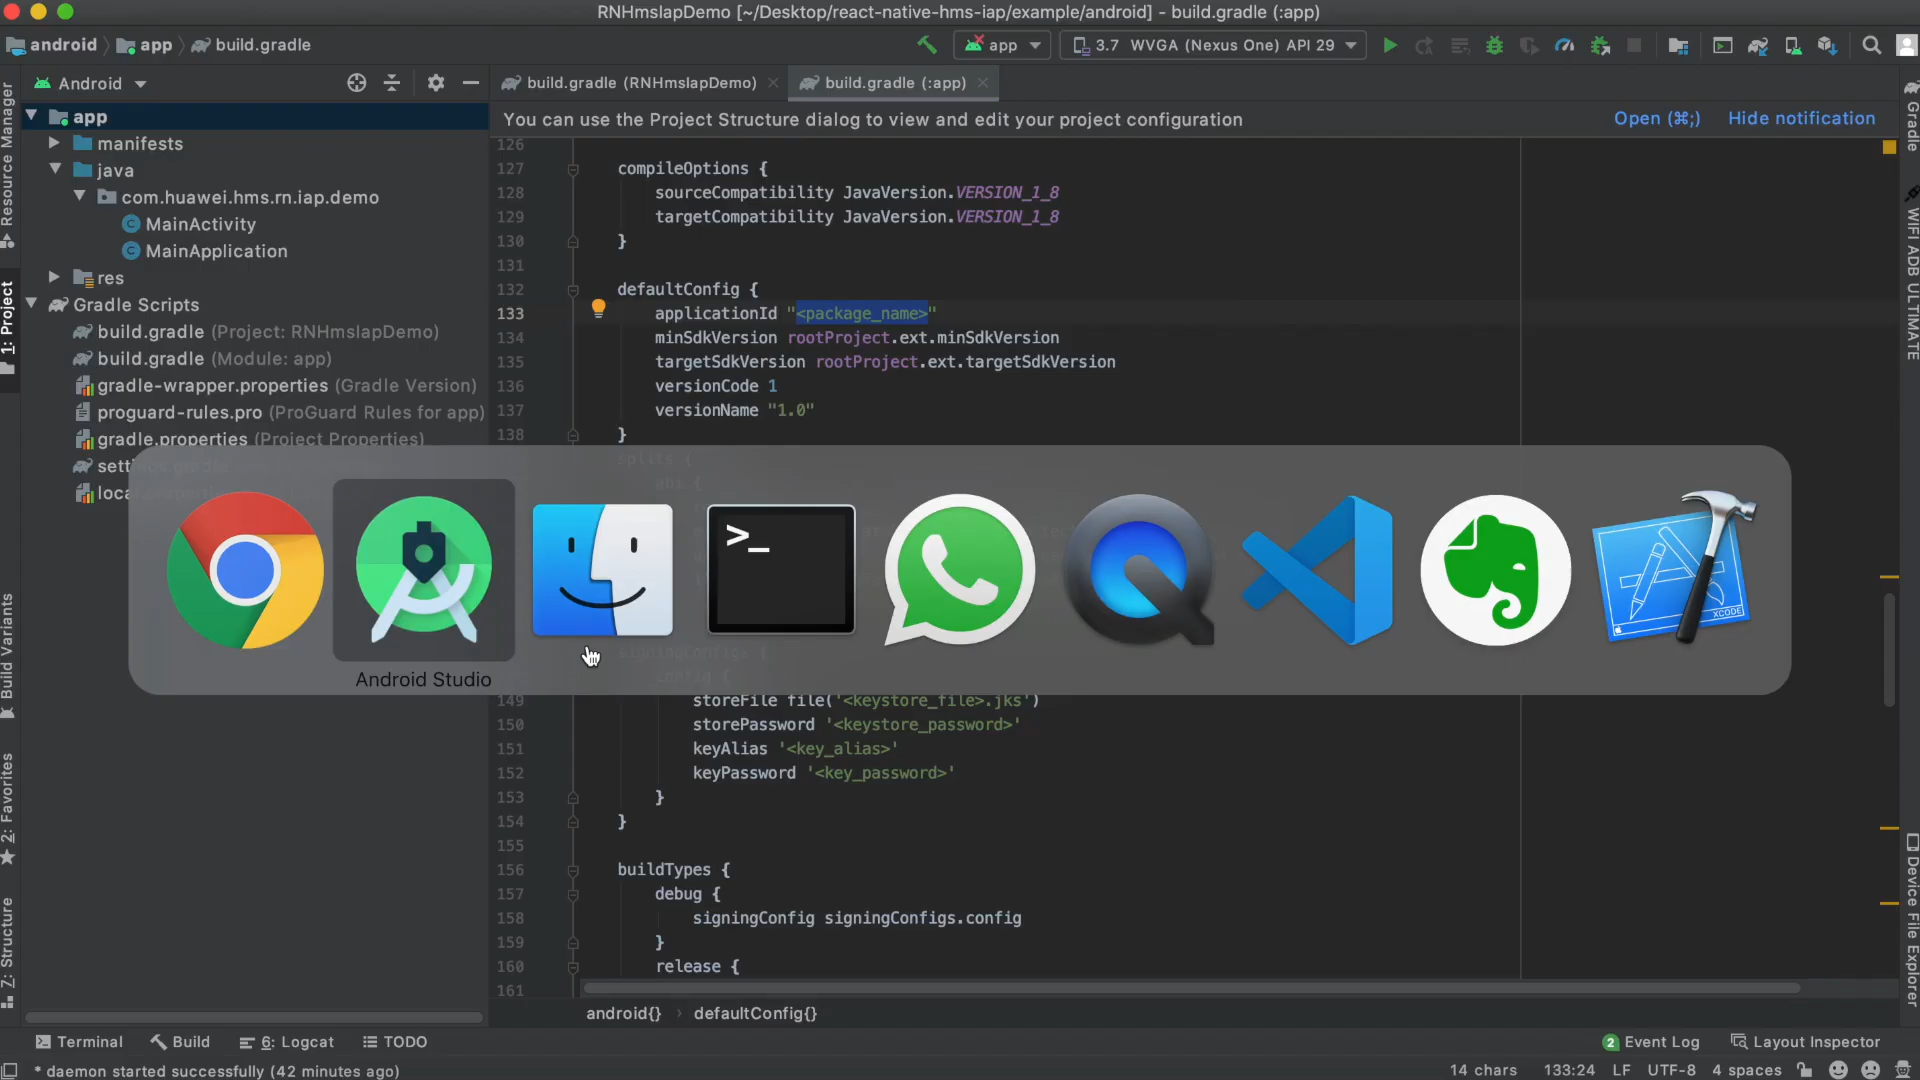 RNHmsIapDemo [~/Desktop/react-native-hms-iap/example/android] - build.gradle (:app)
android
app
build.gradle
app
3.7 WVGA (Nexus One) API 29
Android
build.gradle (RNHmsIapDemo)
build.gradle (:app)
You can use the Project Structure dialog to view and edit your project configuration
Open (⌘;)
Hide notification
app
manifests
java
com.huawei.hms.rn.iap.demo
MainActivity
MainApplication
res
Gradle Scripts
build.gradle (Project: RNHmsIapDemo)
build.gradle (Module: app)
gradle-wrapper.properties (Gradle Version)
proguard-rules.pro (ProGuard Rules for app)
gradle.properties (Project Properties)
126
127 compileOptions {
128 sourceCompatibility JavaVersion.VERSION_1_8
129 targetCompatibility JavaVersion.VERSION_1_8
130 }
131
132 defaultConfig {
133 applicationId "<package_name>"
134 minSdkVersion rootProject.ext.minSdkVersion
135 targetSdkVersion rootProject.ext.targetSdkVersion
136 versionCode 1
137 versionName "1.0"
138 }
splits {
>_
XCODE
signingConfigs {
config {
Android Studio
149 storeFile file('<keystore_file>.jks')
150 storePassword '<keystore_password>'
151 keyAlias '<key_alias>'
152 keyPassword '<key_password>'
153 }
154 }
155
156 buildTypes {
157 debug {
158 signingConfig signingConfigs.config
159 }
160 release {
161
android{}
defaultConfig{}
Resource Manager
1: Project
Build Variants
2: Favorites
Z: Structure
Gradle
WIFI ADB ULTIMATE
Device File Explorer
Terminal
Build
6: Logcat
TODO
2 Event Log
Layout Inspector
* daemon started successfully (42 minutes ago)
14 chars
133:24
LF
UTF-8
4 spaces